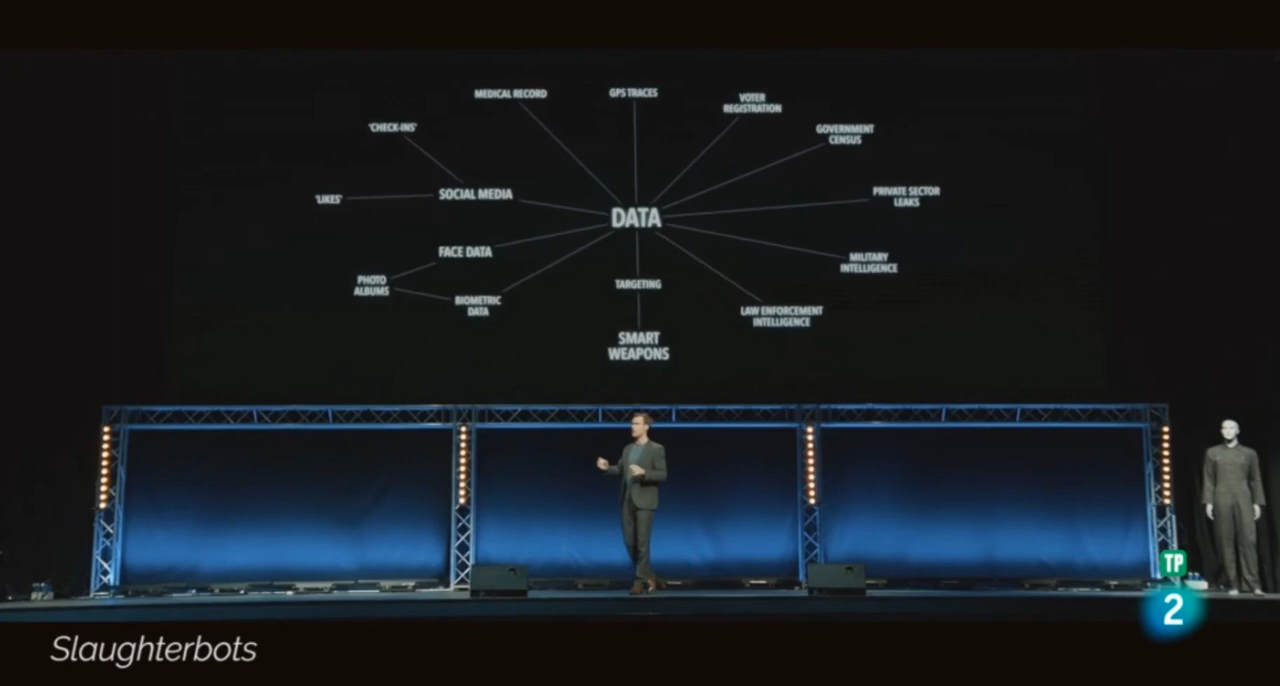 MEDICAL RECORD
GPS TRACES
VOTER
REGISTRATION
'CHECK-INS'
GOVERNMENT
CENSUS
'LIKES'
SOCIAL MEDIA
PRIVATE SECTOR
LEAKS
DATA
FACE DATA
MILITARY
INTELLIGENCE
PHOTO
ALBUMS
BIOMETRIC
DATA
TARGETING
LAW ENFORCEMENT
INTELLIGENCE
SMART
WEAPONS
TP
2
Slaughterbots